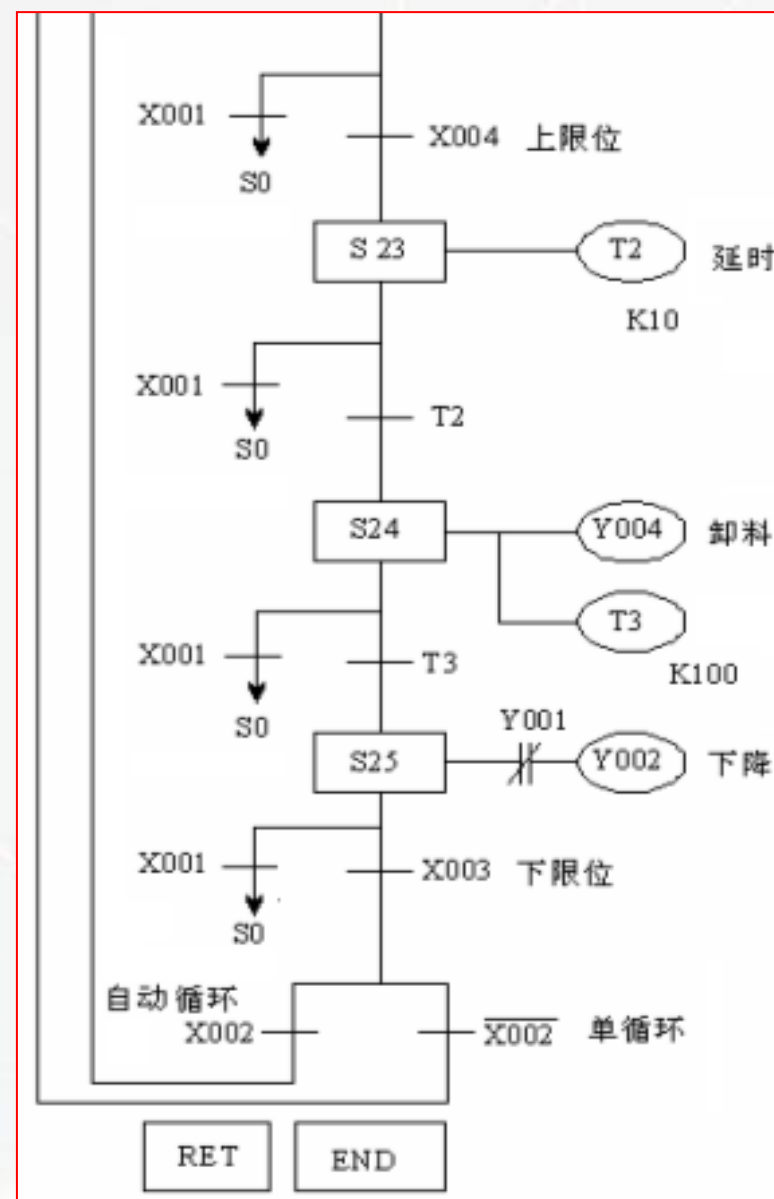 X001
X004 上限位
S0
S 23
T2
延时
K10
X001
T2
S0
S24
Y004
卸料
T3
X001
T3
K100
S0
Y001
S25
Y002
下降
X001
X003 下限位
S0
自动循环
X002
X002 单循环
RET
END